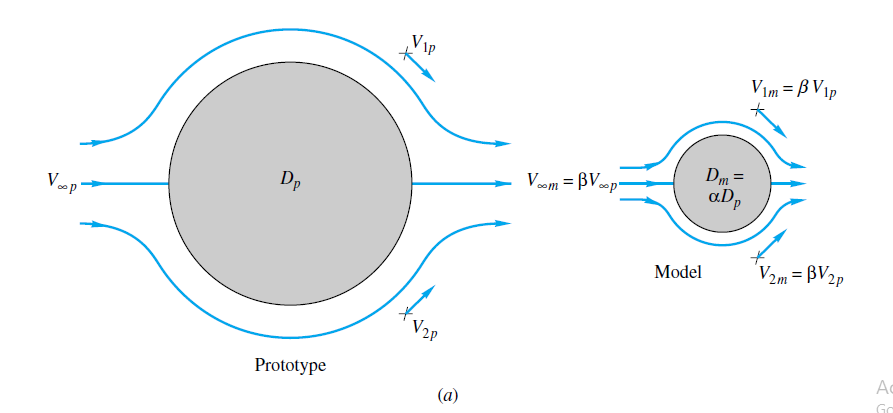 V1p
V∞p
Dp
V2p
Prototype
V1m = βV1p
V∞m = βV∞p
Dm =
αDp
Model
V2m = βV2p
(a)